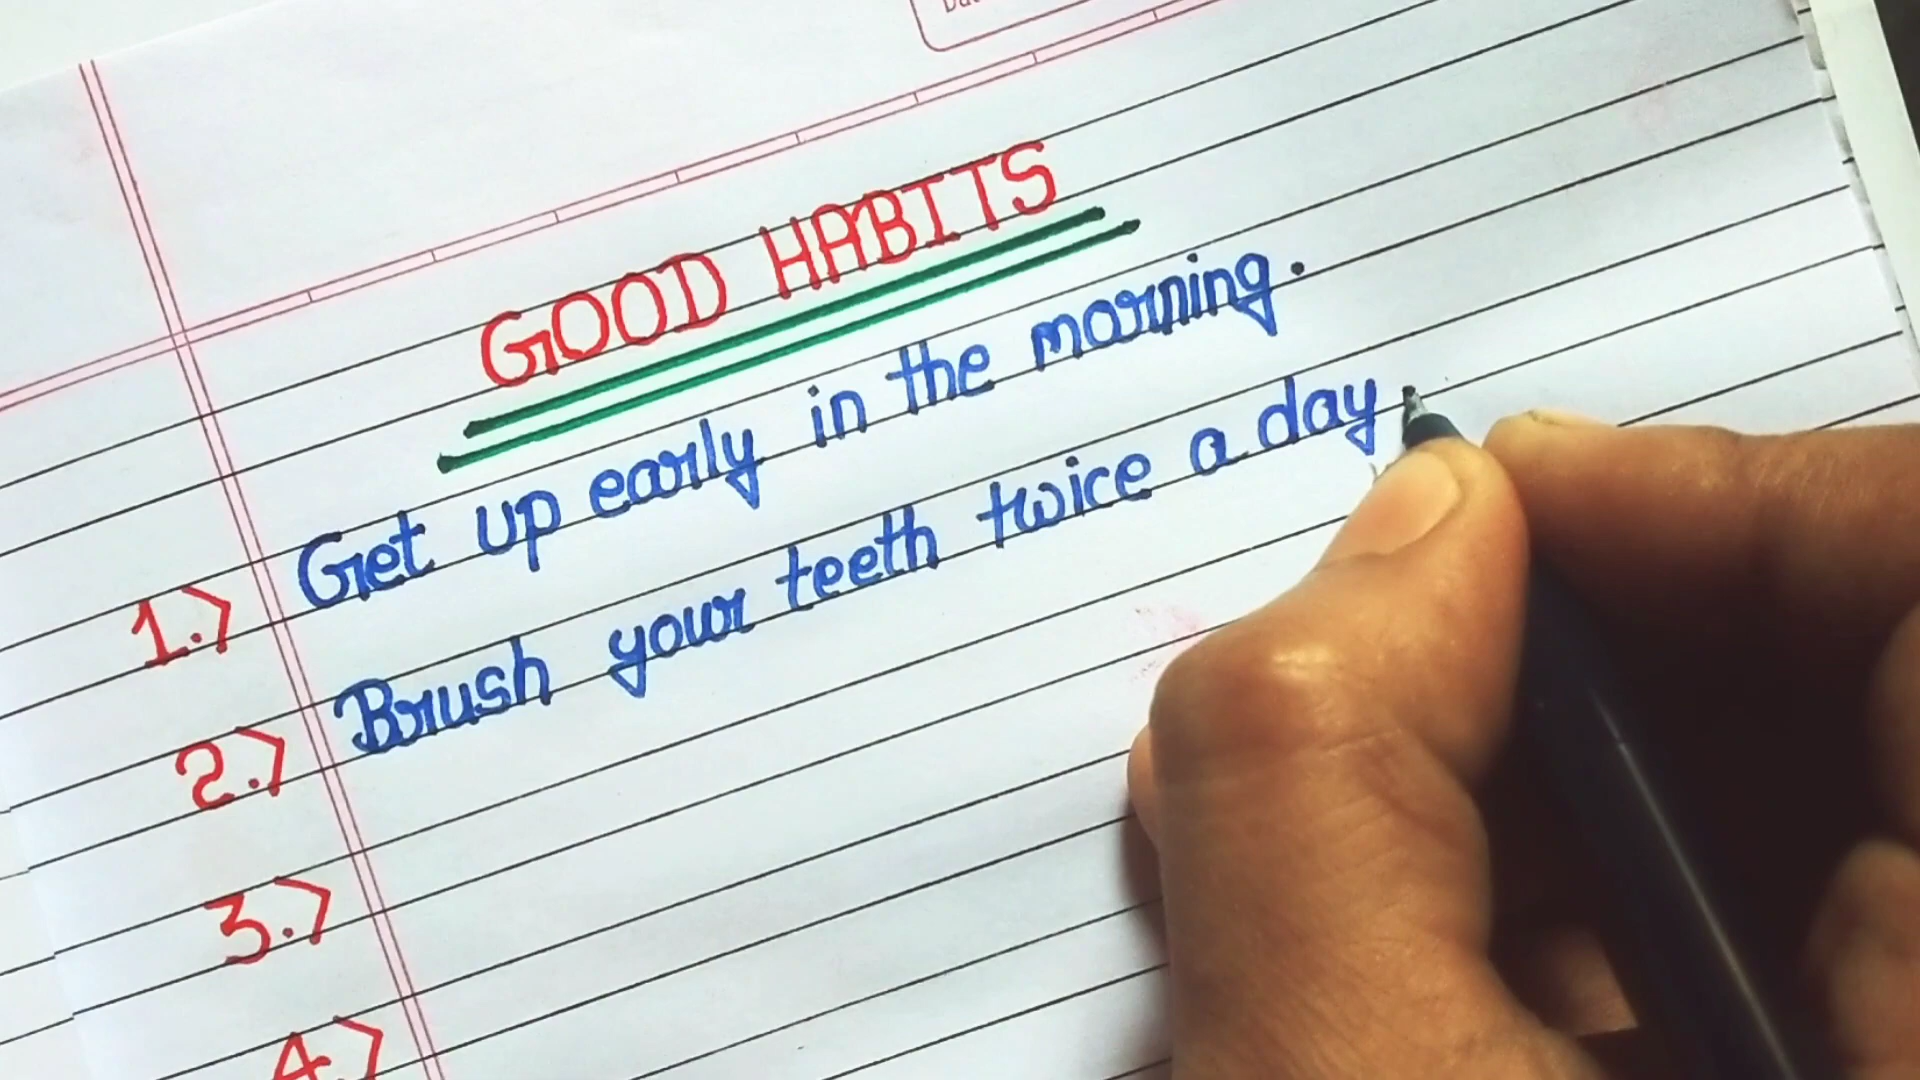 GOOD HABITS
1.) Get up early in the morning.
2.) Brush your teeth twice a day.
3.)
4.)